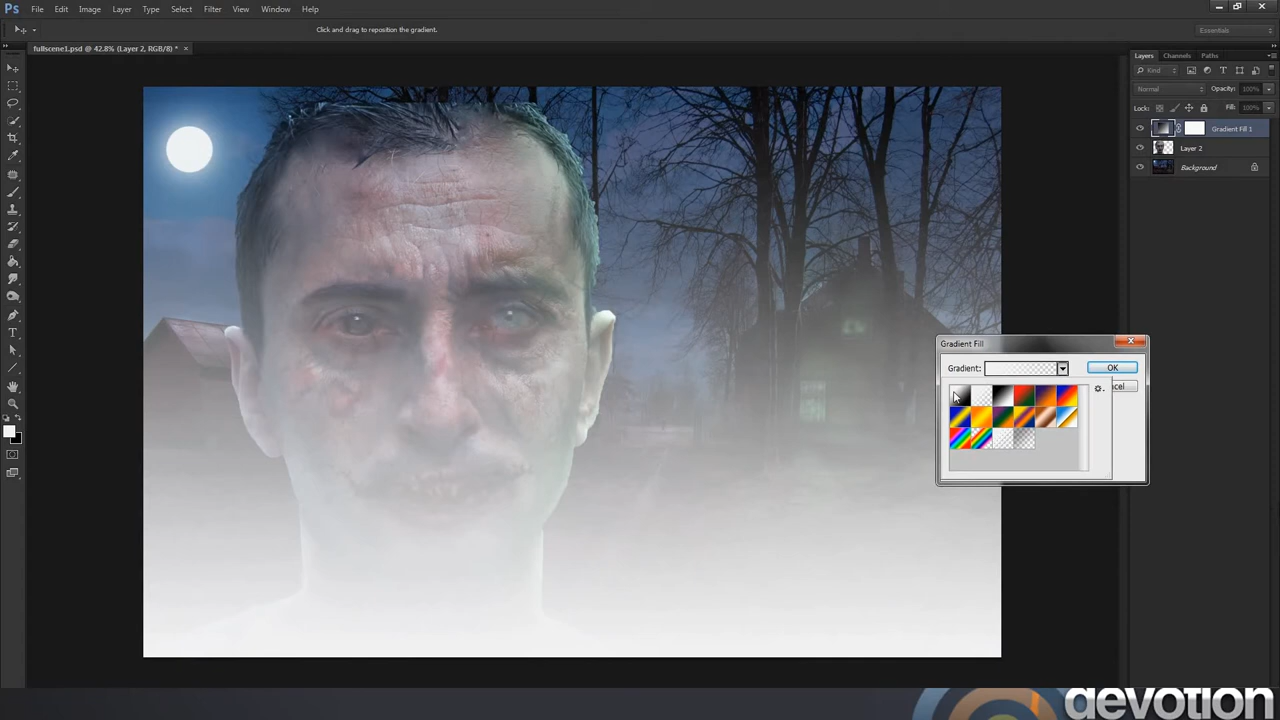 Ps File Edit Image Layer Type Select Filter View Window Help
Click and drag to reposition the gradient. Essentials
fullscene1.psd @ 42.8% (Layer 2, RGB/8) * ×
Layers Channels Paths
Kind
Normal Opacity: 100%
Lock: Fill: 100%
Gradient Fill 1
Layer 2
Background
Gradient Fill
Gradient: OK
cel
devotion